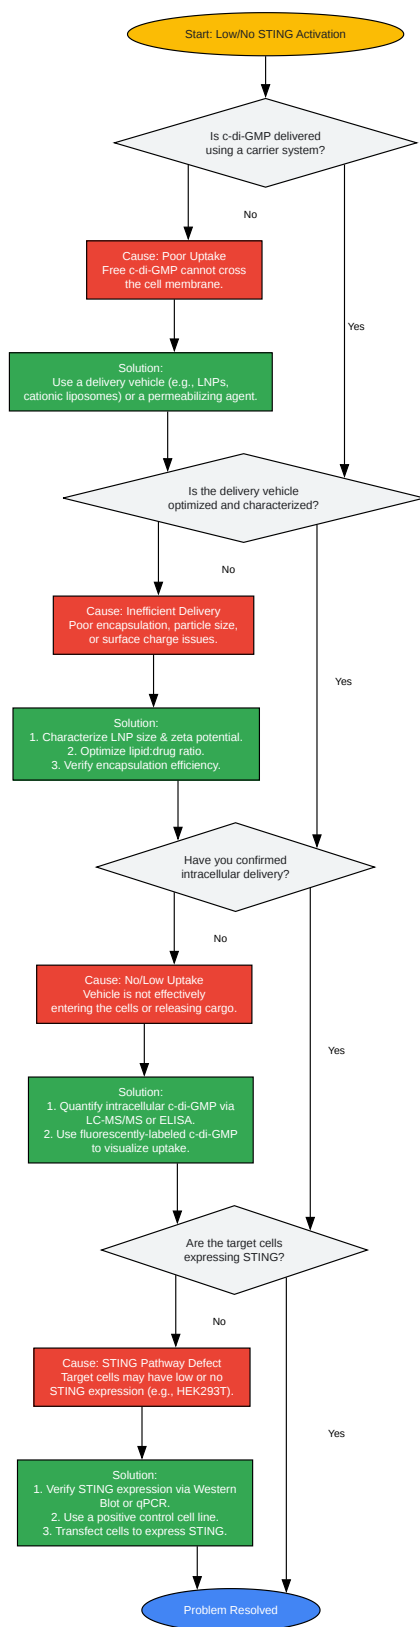 Start: Low/No STING Activation
Is c-di-GMP delivered
using a carrier system?
No
Cause: Poor Uptake
Free c-di-GMP cannot cross
the cell membrane.
Yes
Solution:
Use a delivery vehicle (e.g., LNPs,
cationic liposomes) or a permeabilizing agent.
Is the delivery vehicle
optimized and characterized?
No
Cause: Inefficient Delivery
Poor encapsulation, particle size,
or surface charge issues.
Yes
Solution:
1. Characterize LNP size & zeta potential.
2. Optimize lipid:drug ratio.
3. Verify encapsulation efficiency.
Have you confirmed
intracellular delivery?
No
Cause: No/Low Uptake
Vehicle is not effectively
entering the cells or releasing cargo.
Yes
Solution:
1. Quantify intracellular c-di-GMP via
LC-MS/MS or ELISA.
2. Use fluorescently-labeled c-di-GMP
to visualize uptake.
Are the target cells
expressing STING?
No
Cause: STING Pathway Defect
Target cells may have low or no
STING expression (e.g., HEK293T).
Yes
Solution:
1. Verify STING expression via Western
Blot or qPCR.
2. Use a positive control cell line.
3. Transfect cells to express STING.
Problem Resolved